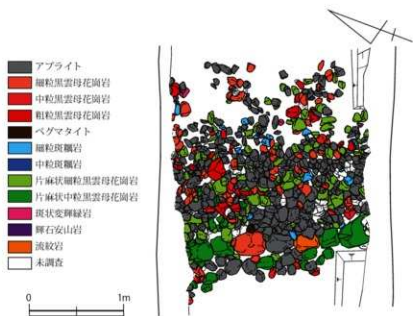 アプライト
細粒黒雲母花崗岩
中粒黒雲母花崗岩
粗粒黒雲母花崗岩
ペグマタイト
細粒斑糲岩
中粒斑糲岩
片麻状細粒黒雲母花崗岩
片麻状中粒黒雲母花崗岩
斑状変輝緑岩
輝石安山岩
流紋岩
未調査
0 1m